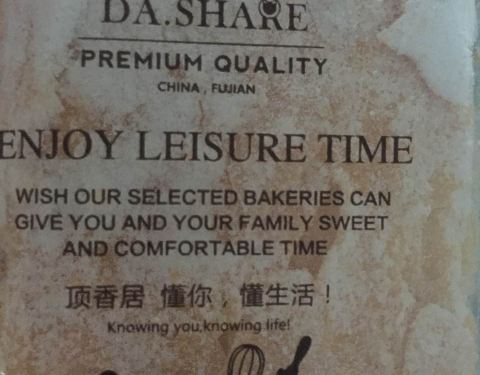 DA.SHARE
PREMIUM QUALITY
CHINA , FUJIAN
ENJOY LEISURE TIME
WISH OUR SELECTED BAKERIES CAN
GIVE YOU AND YOUR FAMILY SWEET
AND COMFORTABLE TIME
顶香居 懂你，懂生活！
Knowing you,knowing life!